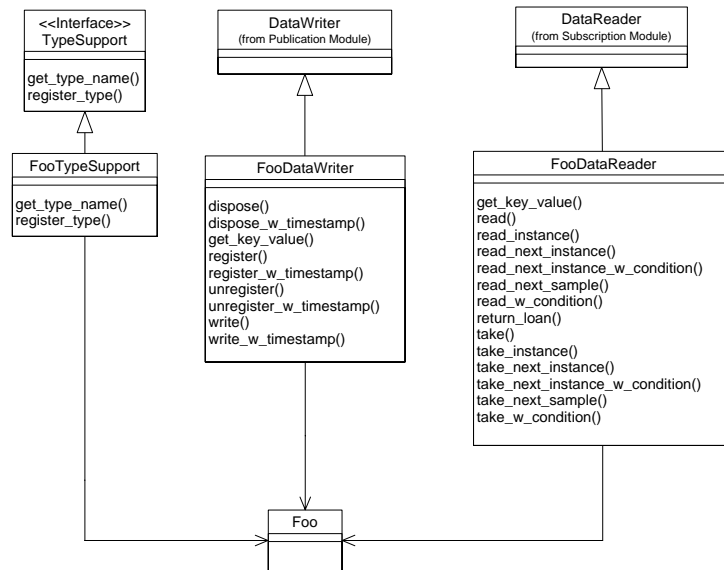 <<Interface>>
TypeSupport
get_type_name()
register_type()
DataWriter
(from Publication Module)
DataReader
(from Subscription Module)
FooTypeSupport
get_type_name()
register_type()
FooDataWriter
dispose()
dispose_w_timestamp()
get_key_value()
register()
register_w_timestamp()
unregister()
unregister_w_timestamp()
write()
write_w_timestamp()
FooDataReader
get_key_value()
read()
read_instance()
read_next_instance()
read_next_instance_w_condition()
read_next_sample()
read_w_condition()
return_loan()
take()
take_instance()
take_next_instance()
take_next_instance_w_condition()
take_next_sample()
take_w_condition()
Foo